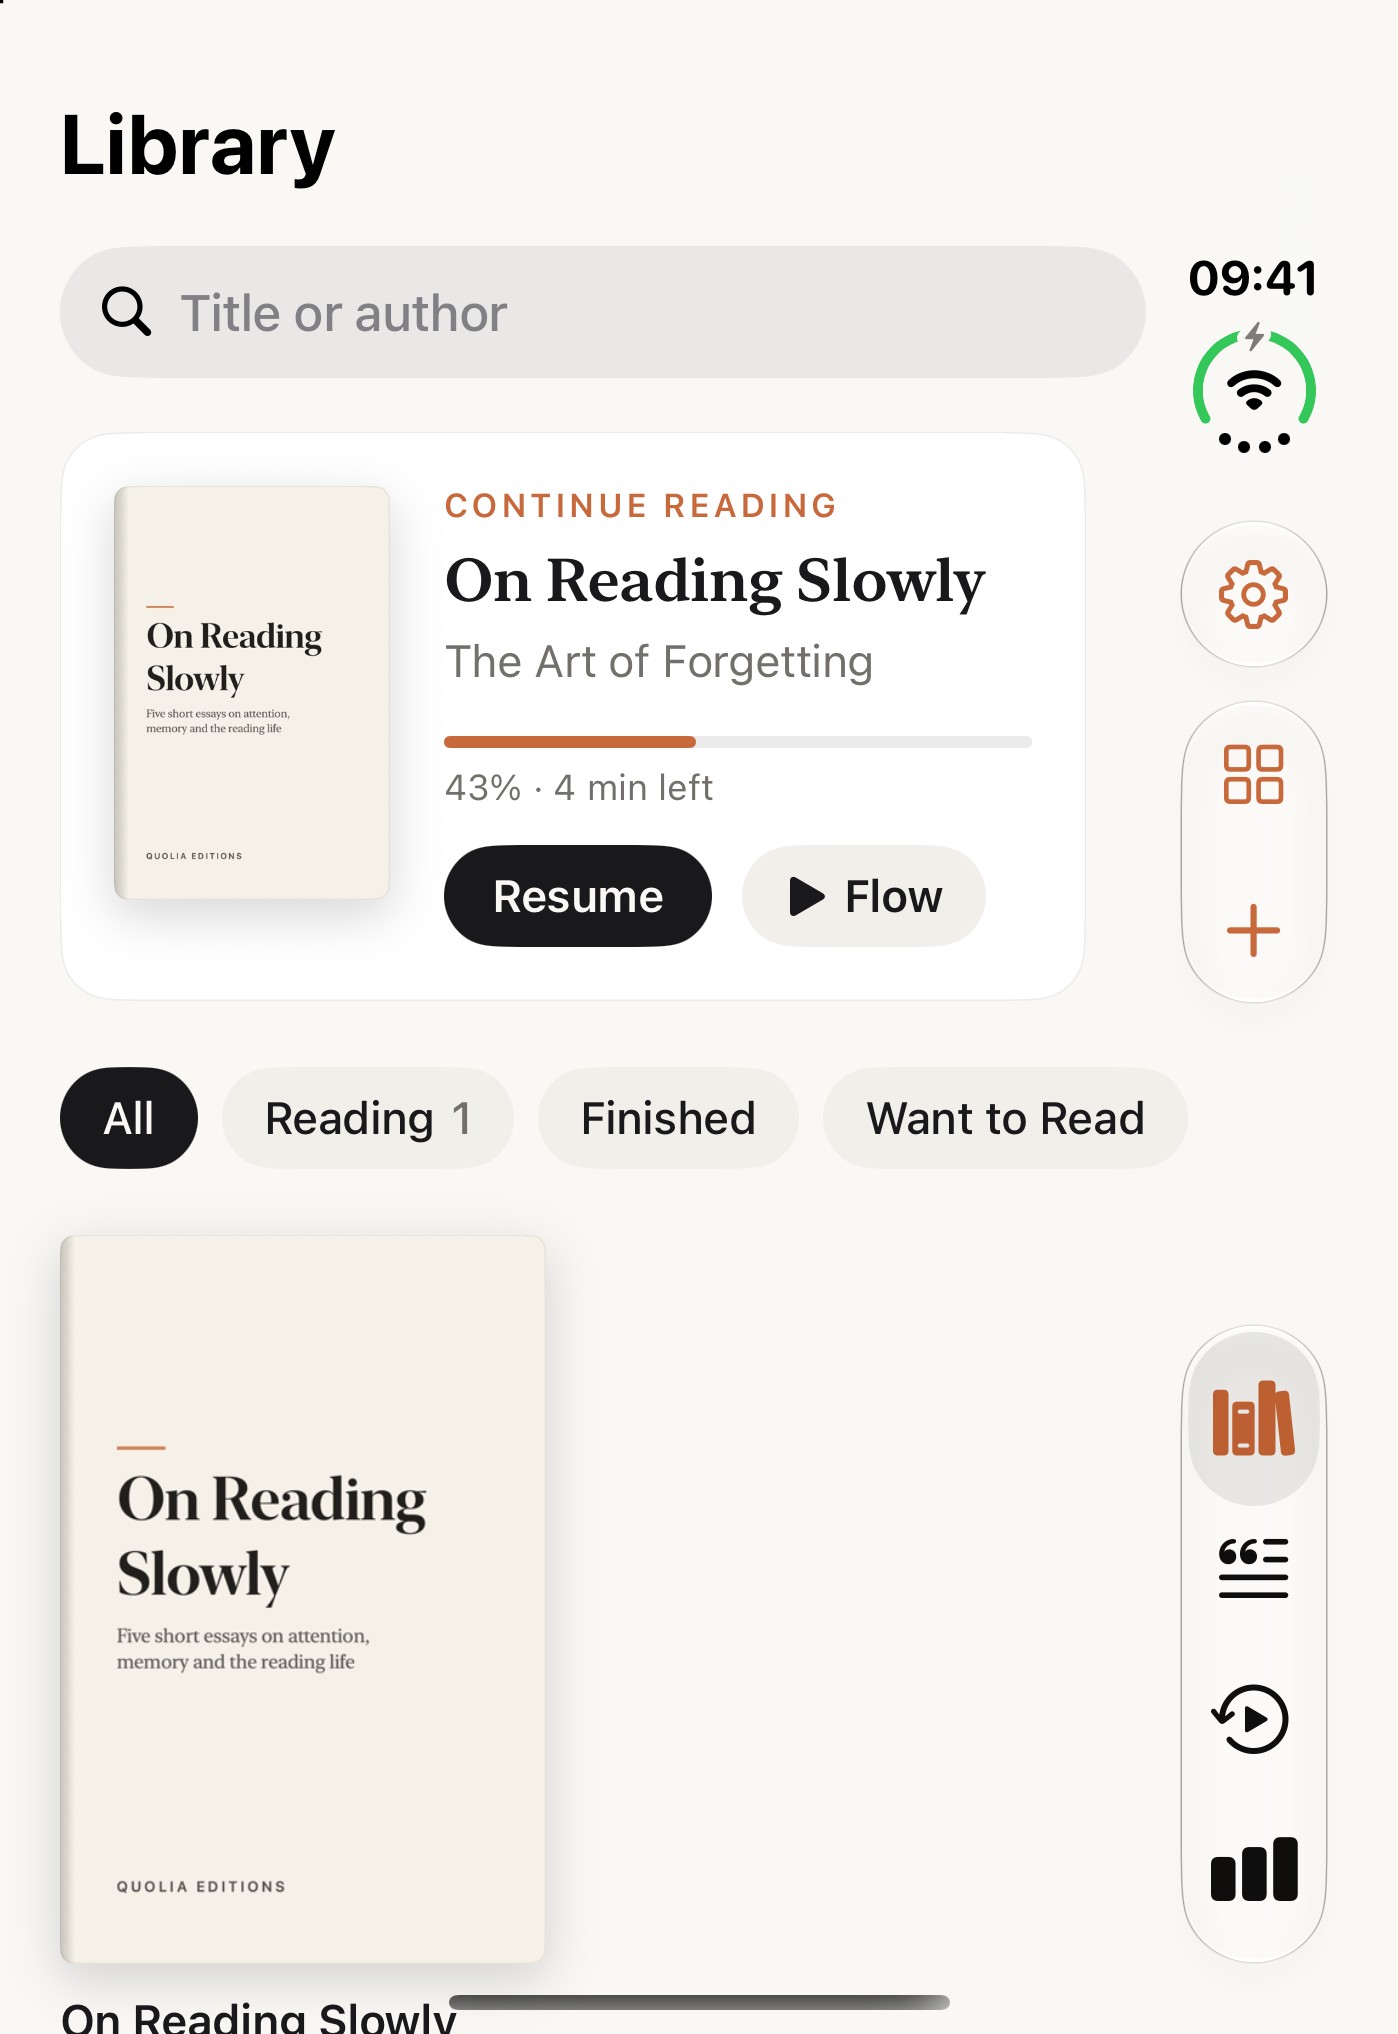 Library
Title or author
09:41
CONTINUE READING
On Reading Slowly
The Art of Forgetting
43% · 4 min left
Resume
Flow
On Reading
Slowly
Five short essays on attention,
memory and the reading life
QUOLIA EDITIONS
All
Reading 1
Finished
Want to Read
On Reading
Slowly
Five short essays on attention,
memory and the reading life
QUOLIA EDITIONS
On Reading Slowly